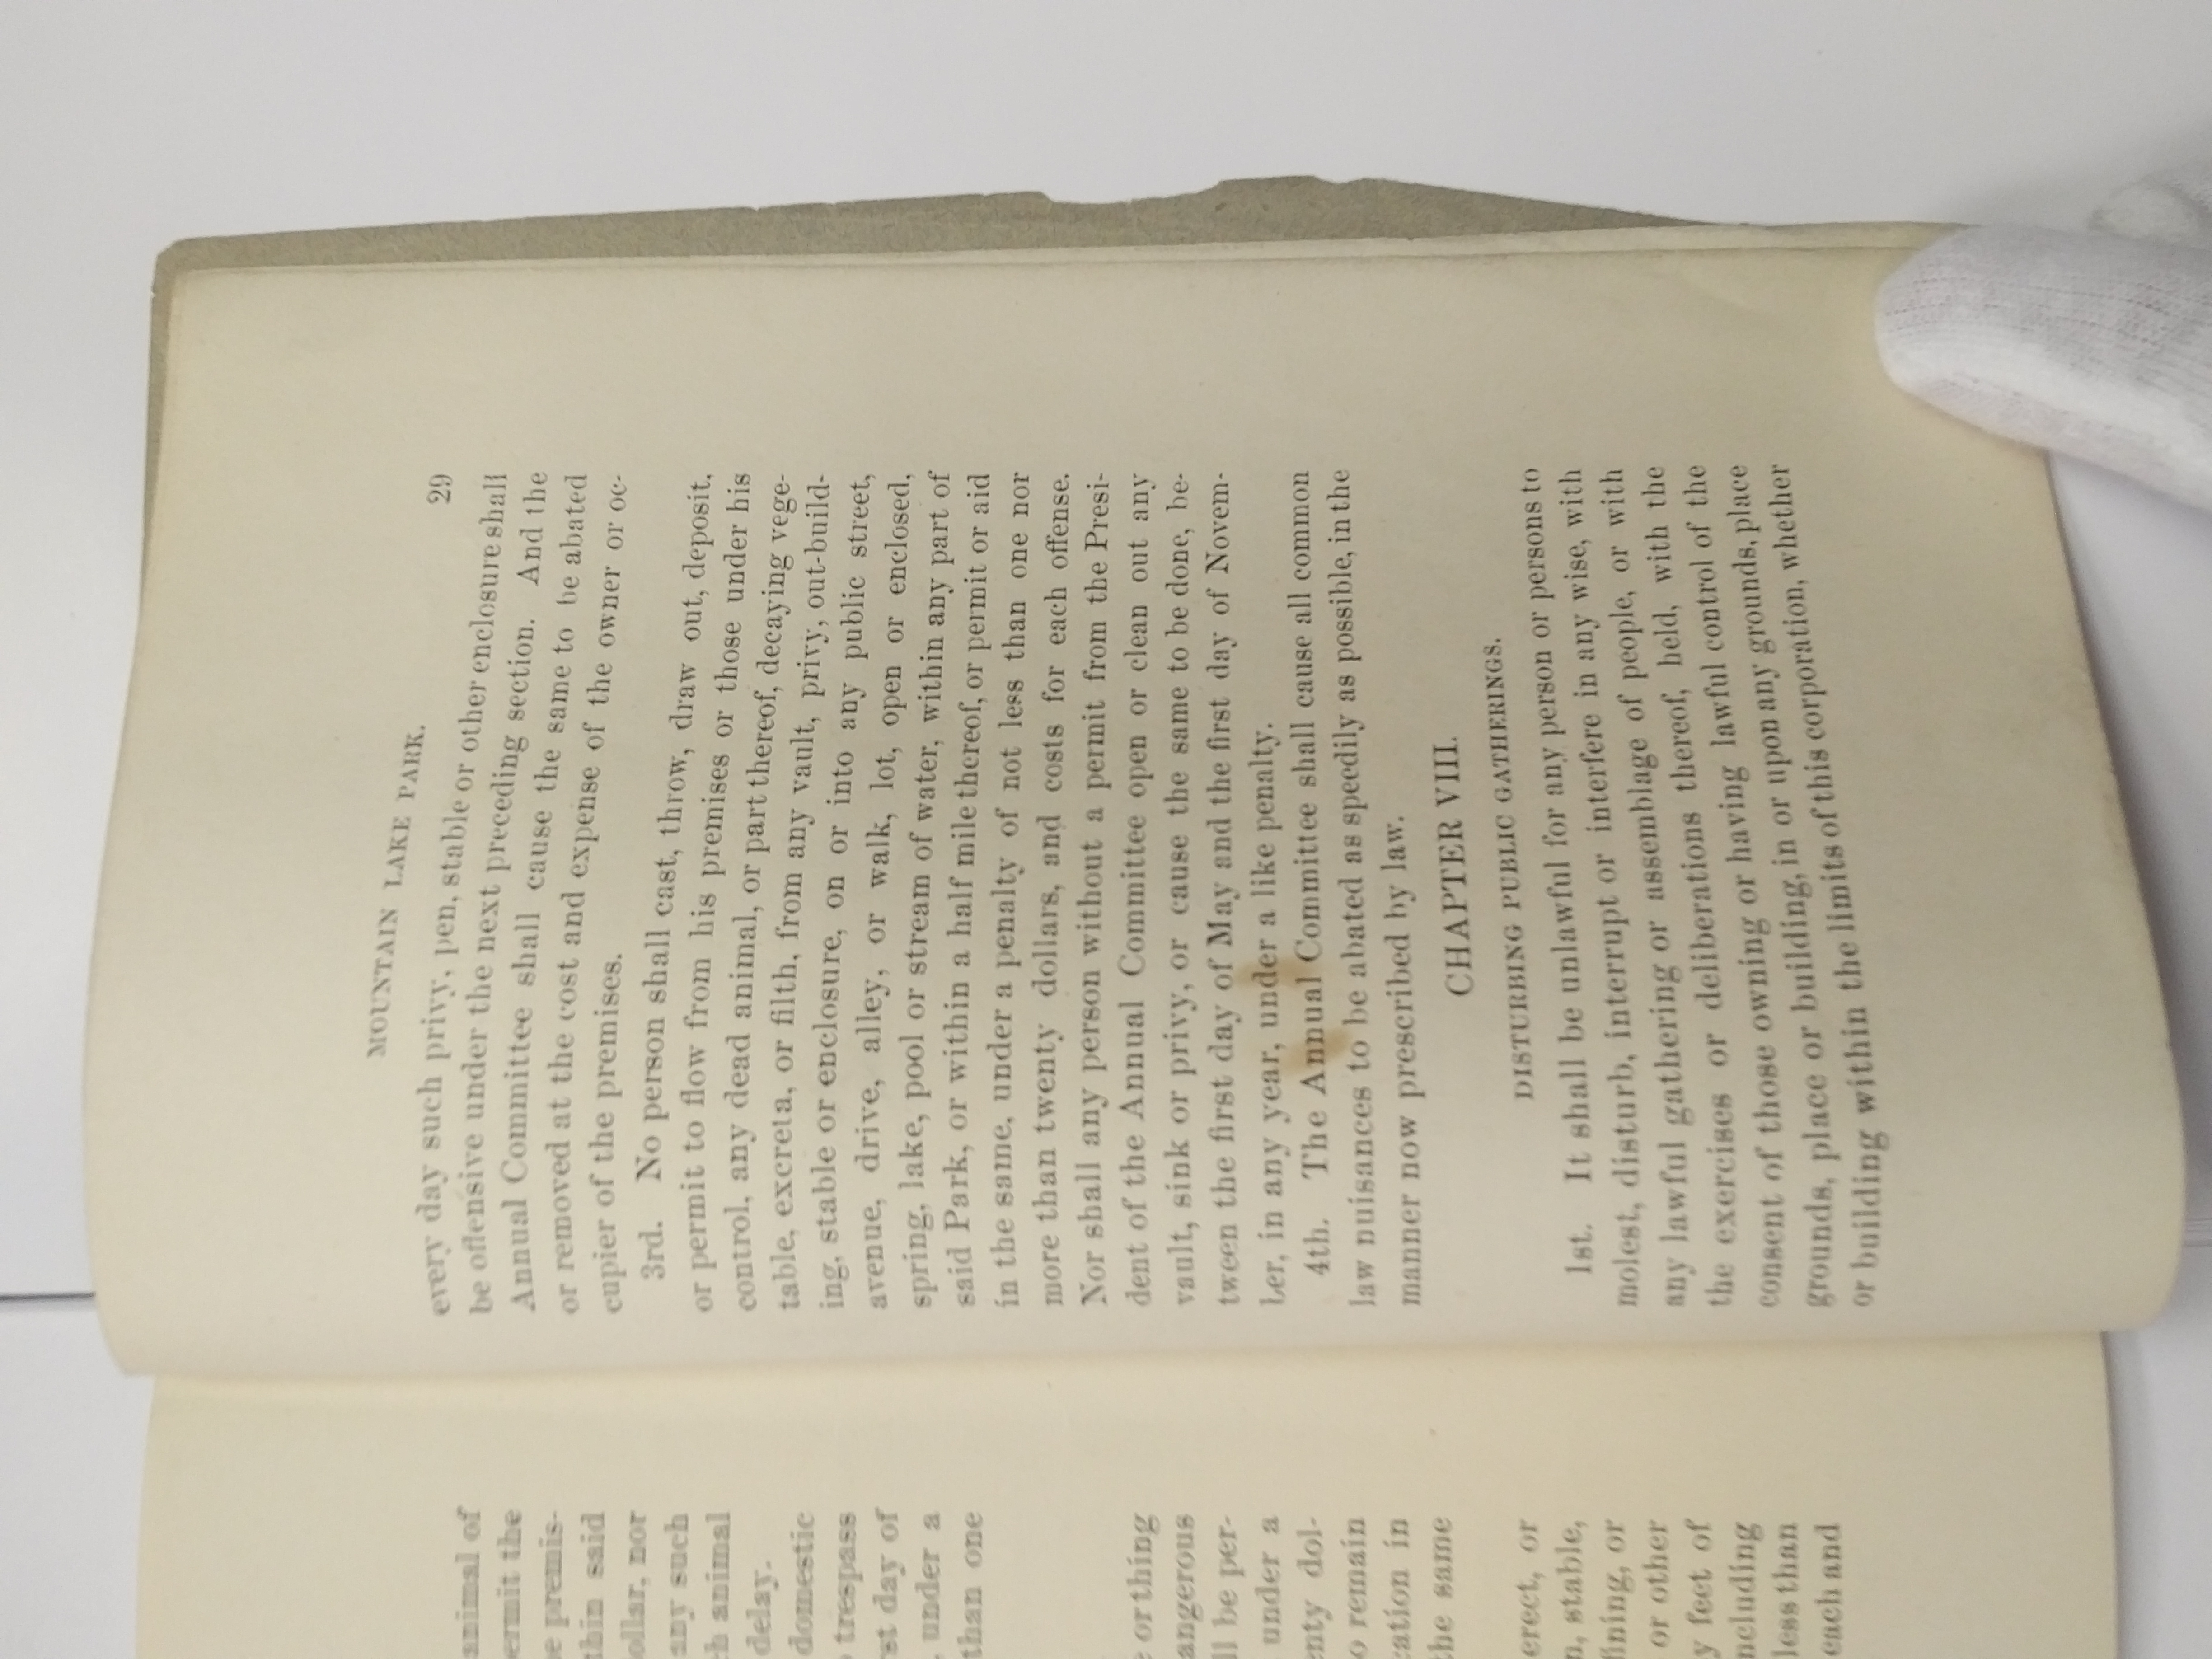 MOUNTAIN LAKE PARK. 29
every day such privy, pen, stable or other enclosure shall
be offensive under the next preceding section. And the
Annual Committee shall cause the same to be abated
or removed at the cost and expense of the owner or oc-
cupier of the premises.
3rd. No person shall cast, throw, draw out, deposit,
or permit to flow from his premises or those under his
control, any dead animal, or part thereof, decaying vege-
table, excreta, or filth, from any vault, privy, out-build-
ing, stable or enclosure, on or into any public street,
avenue, drive, alley, or walk, lot, open or enclosed,
spring, lake, pool or stream of water, within any part of
said Park, or within a half mile thereof, or permit or aid
in the same, under a penalty of not less than one nor
more than twenty dollars, and costs for each offense.
Nor shall any person without a permit from the Presi-
dent of the Annual Committee open or clean out any
vault, sink or privy, or cause the same to be done, be-
tween the first day of May and the first day of Novem-
ber, in any year, under a like penalty.
4th. The Annual Committee shall cause all common
law nuisances to be abated as speedily as possible, in the
manner now prescribed by law.
CHAPTER VIII.
DISTURBING PUBLIC GATHERINGS.
1st. It shall be unlawful for any person or persons to
molest, disturb, interrupt or interfere in any wise, with
any lawful gathering or assemblage of people, or with
the exercises or deliberations thereof, held, with the
consent of those owning or having lawful control of the
grounds, place or building, in or upon any grounds, place
or building within the limits of this corporation, whether
animal of
ermit the
e premis-
thin said
ollar, nor
any such
h animal
delay.
domestic
trespass
st day of
, under a
than one
e or thing
angerous
ll be per-
under a
enty dol-
o remain
cation in
the same
erect, or
n, stable,
fining, or
or other
y feet of
ncluding
less than
each and